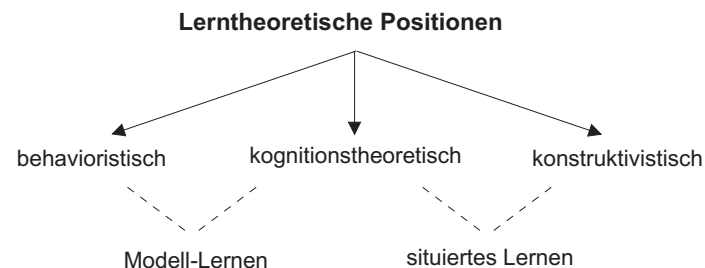 Lerntheoretische Positionen
behavioristisch kognitionstheoretisch konstruktivistisch
Modell-Lernen situiertes Lernen